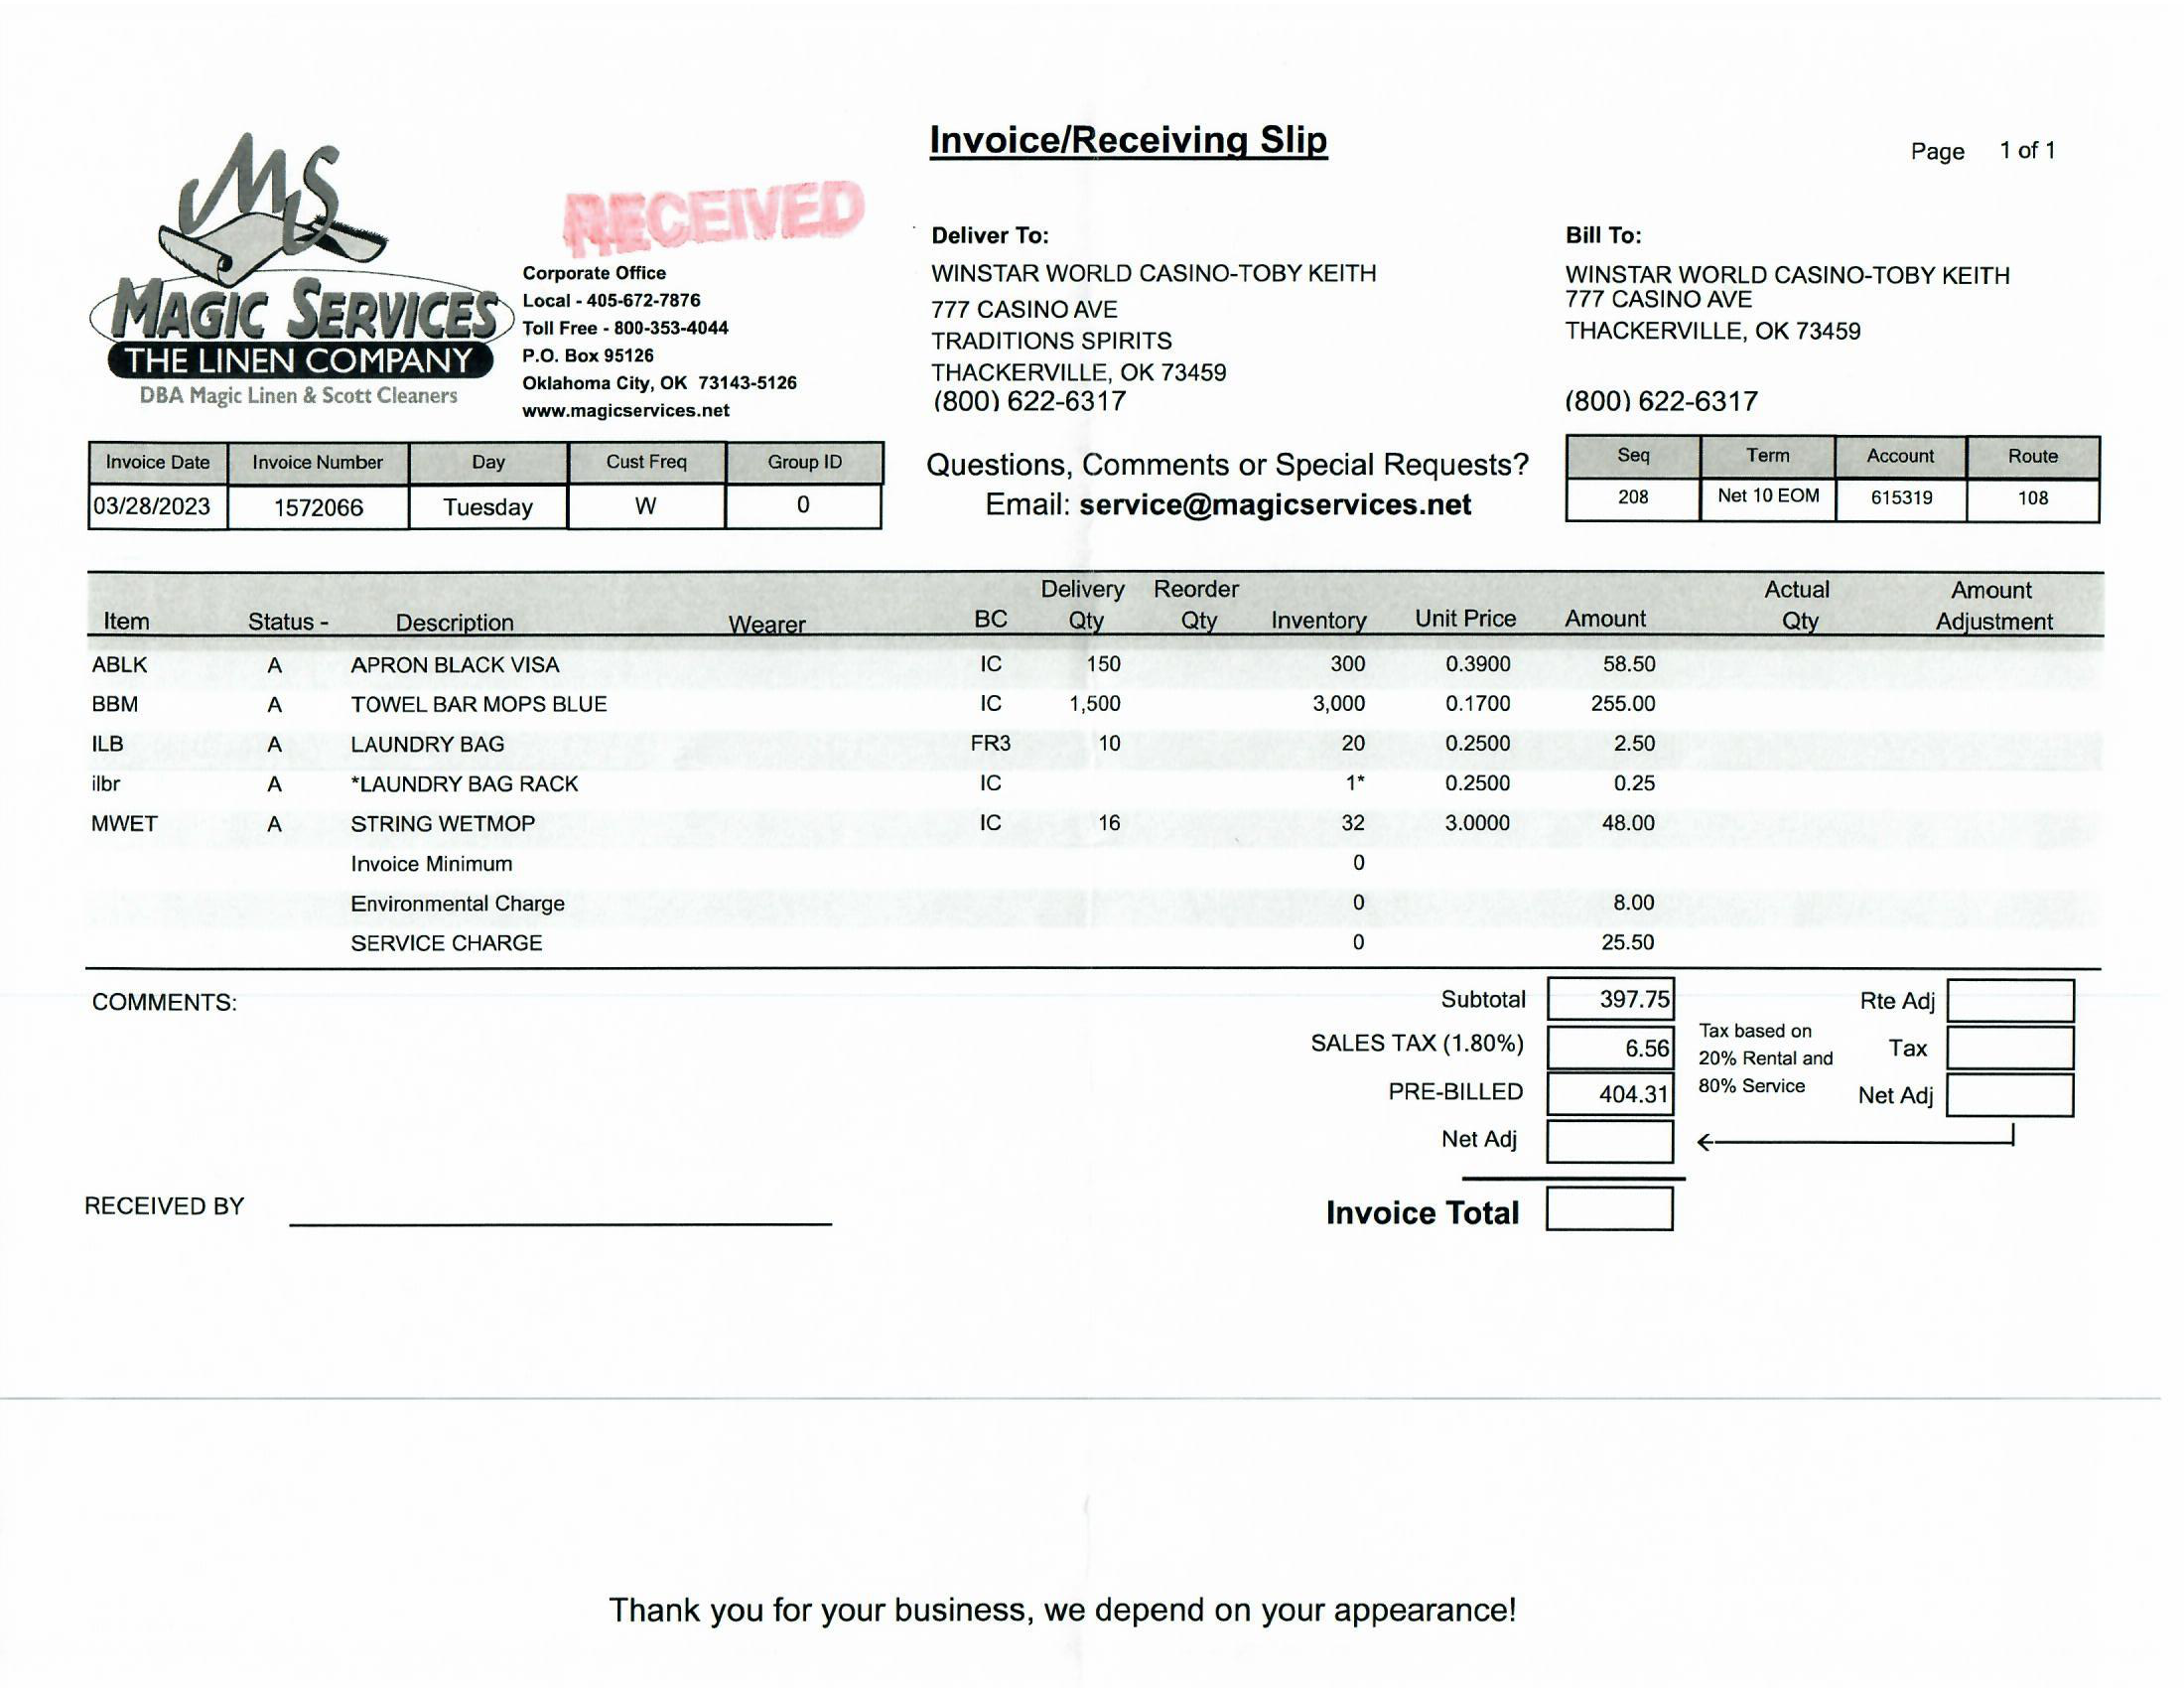 Invoice/Receiving Slip
Page 1 of 1
MS
MAGIC SERVICES
THE LINEN COMPANY
DBA Magic Linen & Scott Cleaners
RECEIVED
Corporate Office
Local - 405-672-7876
Toll Free - 800-353-4044
P.O. Box 95126
Oklahoma City, OK 73143-5126
www.magicservices.net
Deliver To:
WINSTAR WORLD CASINO-TOBY KEITH
777 CASINO AVE
TRADITIONS SPIRITS
THACKERVILLE, OK 73459
(800) 622-6317
Bill To:
WINSTAR WORLD CASINO-TOBY KEITH
777 CASINO AVE
THACKERVILLE, OK 73459
(800) 622-6317
Invoice Date Invoice Number Day Cust Freq Group ID
03/28/2023 1572066 Tuesday W 0
Questions, Comments or Special Requests?
Email: service@magicservices.net
Seq Term Account Route
208 Net 10 EOM 615319 108
Item Status - Description Wearer BC Delivery Qty Reorder Qty Inventory Unit Price Amount Actual Qty Amount Adjustment
ABLK A APRON BLACK VISA IC 150 300 0.3900 58.50
BBM A TOWEL BAR MOPS BLUE IC 1,500 3,000 0.1700 255.00
ILB A LAUNDRY BAG FR3 10 20 0.2500 2.50
ilbr A *LAUNDRY BAG RACK IC 1* 0.2500 0.25
MWET A STRING WETMOP IC 16 32 3.0000 48.00
Invoice Minimum 0
Environmental Charge 0 8.00
SERVICE CHARGE 0 25.50
COMMENTS:
Subtotal 397.75
SALES TAX (1.80%) 6.56
PRE-BILLED 404.31
Net Adj
Invoice Total
Tax based on
20% Rental and
80% Service
Rte Adj
Tax
Net Adj
RECEIVED BY
Thank you for your business, we depend on your appearance!